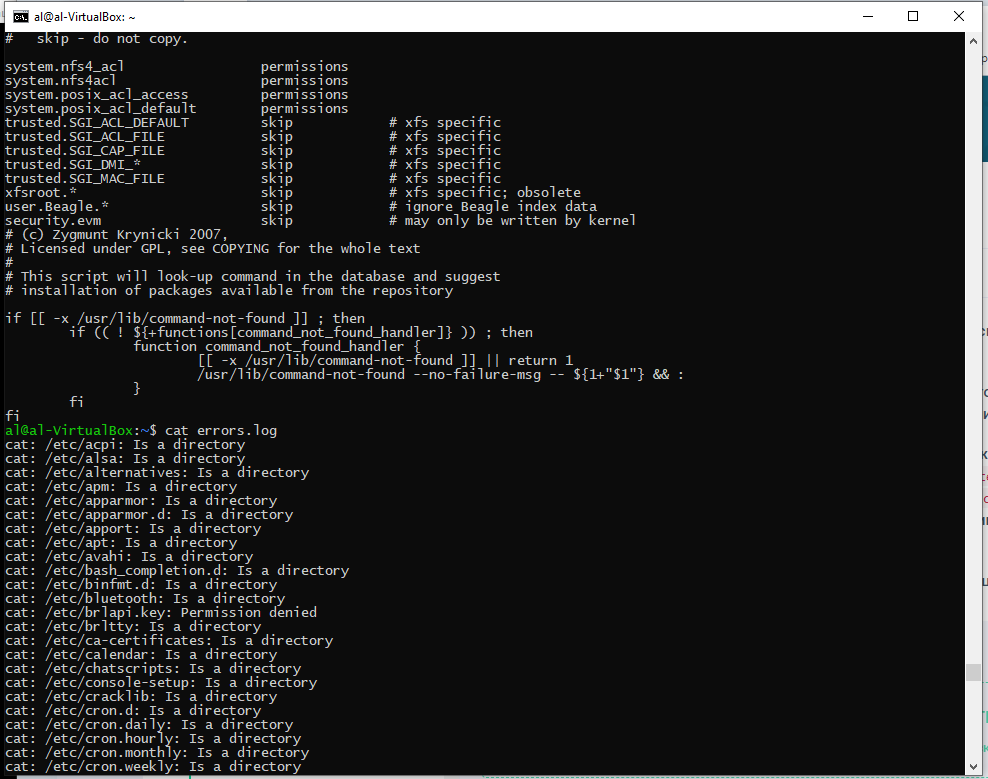 al@al-VirtualBox: ~
#   skip - do not copy.
system.nfs4_acl                 permissions
system.nfs4acl                  permissions
system.posix_acl_access         permissions
system.posix_acl_default        permissions
trusted.SGI_ACL_DEFAULT         skip            # xfs specific
trusted.SGI_ACL_FILE            skip            # xfs specific
trusted.SGI_CAP_FILE            skip            # xfs specific
trusted.SGI_DMI_*               skip            # xfs specific
trusted.SGI_MAC_FILE            skip            # xfs specific
xfsroot.*                       skip            # xfs specific; obsolete
user.Beagle.*                   skip            # ignore Beagle index data
security.evm                    skip            # may only be written by kernel
# (c) Zygmunt Krynicki 2007,
# Licensed under GPL, see COPYING for the whole text
#
# This script will look-up command in the database and suggest
# installation of packages available from the repository
if [[ -x /usr/lib/command-not-found ]] ; then
        if (( ! ${+functions[command_not_found_handler]} )) ; then
                function command_not_found_handler {
                        [[ -x /usr/lib/command-not-found ]] || return 1
                        /usr/lib/command-not-found --no-failure-msg -- ${1+"$1"} && :
                }
        fi
fi
al@al-VirtualBox:~$ cat errors.log
cat: /etc/acpi: Is a directory
cat: /etc/alsa: Is a directory
cat: /etc/alternatives: Is a directory
cat: /etc/apm: Is a directory
cat: /etc/apparmor: Is a directory
cat: /etc/apparmor.d: Is a directory
cat: /etc/apport: Is a directory
cat: /etc/apt: Is a directory
cat: /etc/avahi: Is a directory
cat: /etc/bash_completion.d: Is a directory
cat: /etc/binfmt.d: Is a directory
cat: /etc/bluetooth: Is a directory
cat: /etc/brlapi.key: Permission denied
cat: /etc/brltty: Is a directory
cat: /etc/ca-certificates: Is a directory
cat: /etc/calendar: Is a directory
cat: /etc/chatscripts: Is a directory
cat: /etc/console-setup: Is a directory
cat: /etc/cracklib: Is a directory
cat: /etc/cron.d: Is a directory
cat: /etc/cron.daily: Is a directory
cat: /etc/cron.hourly: Is a directory
cat: /etc/cron.monthly: Is a directory
cat: /etc/cron.weekly: Is a directory